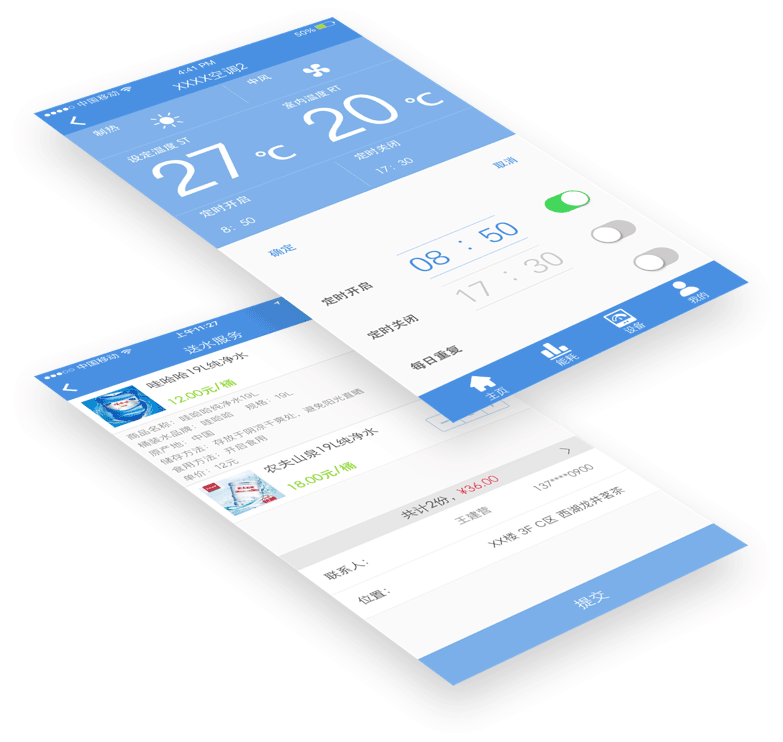 中国移动 4:41 PM 50%
XXXX空调2
制热 中风
设定温度 ST 室内温度 RT
27 ℃ 20 ℃
定时开启 定时关闭
8: 50 17: 30
确定 取消
定时开启 08 : 50
定时关闭 17 : 30
每日重复
主页 能耗 设备 我的
中国移动 上午11:27
送水服务
哇哈哈19L纯净水
12.00元/桶
商品名称: 哇哈哈纯净水19L
桶装水品牌: 哇哈哈 规格: 19L
原产地: 中国
储存方法: 存放于阴凉干爽处、避免阳光直晒
食用方法: 开启食用
单价: 12元
农夫山泉19L纯净水
18.00元/桶
共计2份, ¥36.00
联系人: 王建营 137****0900
位置: XX楼 3F C区 西湖龙井茗茶
提交